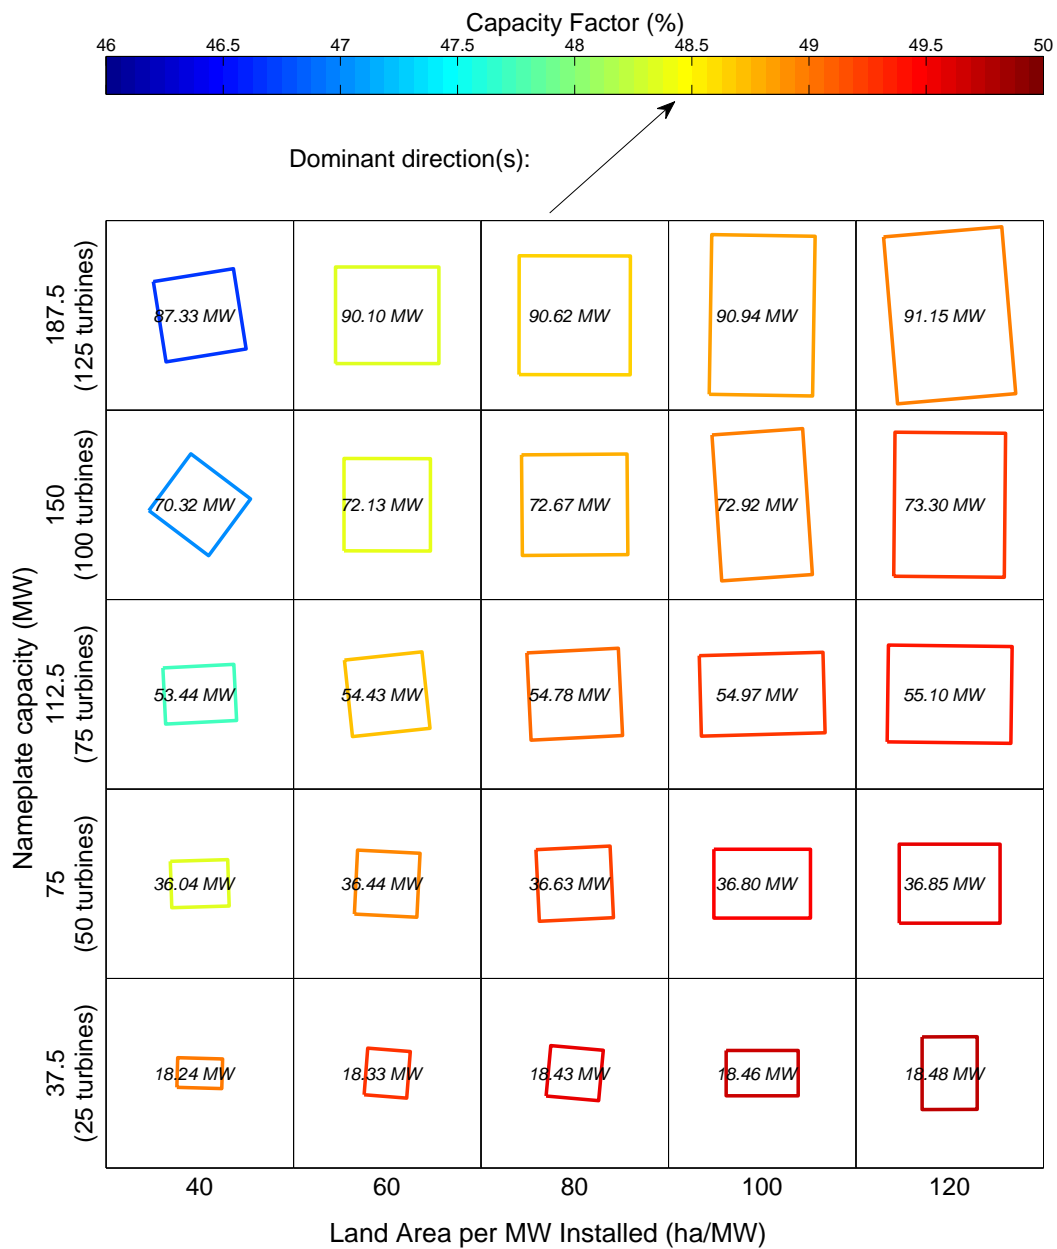 Capacity Factor (%)
46 46.5 47 47.5 48 48.5 49 49.5 50
Dominant direction(s):
Nameplate capacity (MW)
187.5
(125 turbines)
87.33 MW 90.10 MW 90.62 MW 90.94 MW 91.15 MW
150
(100 turbines)
70.32 MW 72.13 MW 72.67 MW 72.92 MW 73.30 MW
112.5
(75 turbines)
53.44 MW 54.43 MW 54.78 MW 54.97 MW 55.10 MW
75
(50 turbines)
36.04 MW 36.44 MW 36.63 MW 36.80 MW 36.85 MW
37.5
(25 turbines)
18.24 MW 18.33 MW 18.43 MW 18.46 MW 18.48 MW
40 60 80 100 120
Land Area per MW Installed (ha/MW)